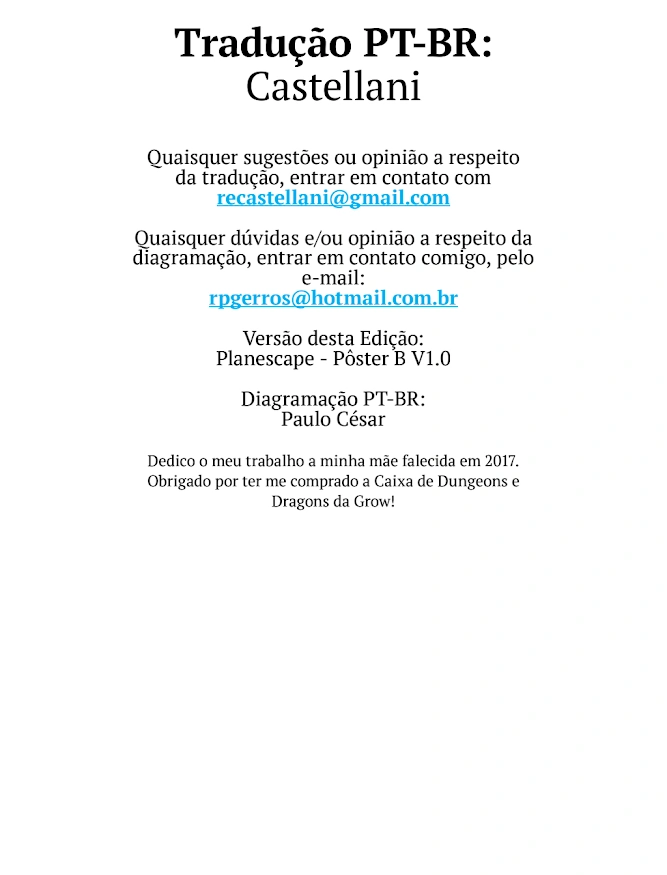 Tradução PT-BR:
Castellani
Quaisquer sugestões ou opinião a respeito
da tradução, entrar em contato com
recastellani@gmail.com
Quaisquer dúvidas e/ou opinião a respeito da
diagramação, entrar em contato comigo, pelo
e-mail:
rpgerros@hotmail.com.br
Versão desta Edição:
Planescape - Pôster B V1.0
Diagramação PT-BR:
Paulo César
Dedico o meu trabalho a minha mãe falecida em 2017.
Obrigado por ter me comprado a Caixa de Dungeons e
Dragons da Grow!